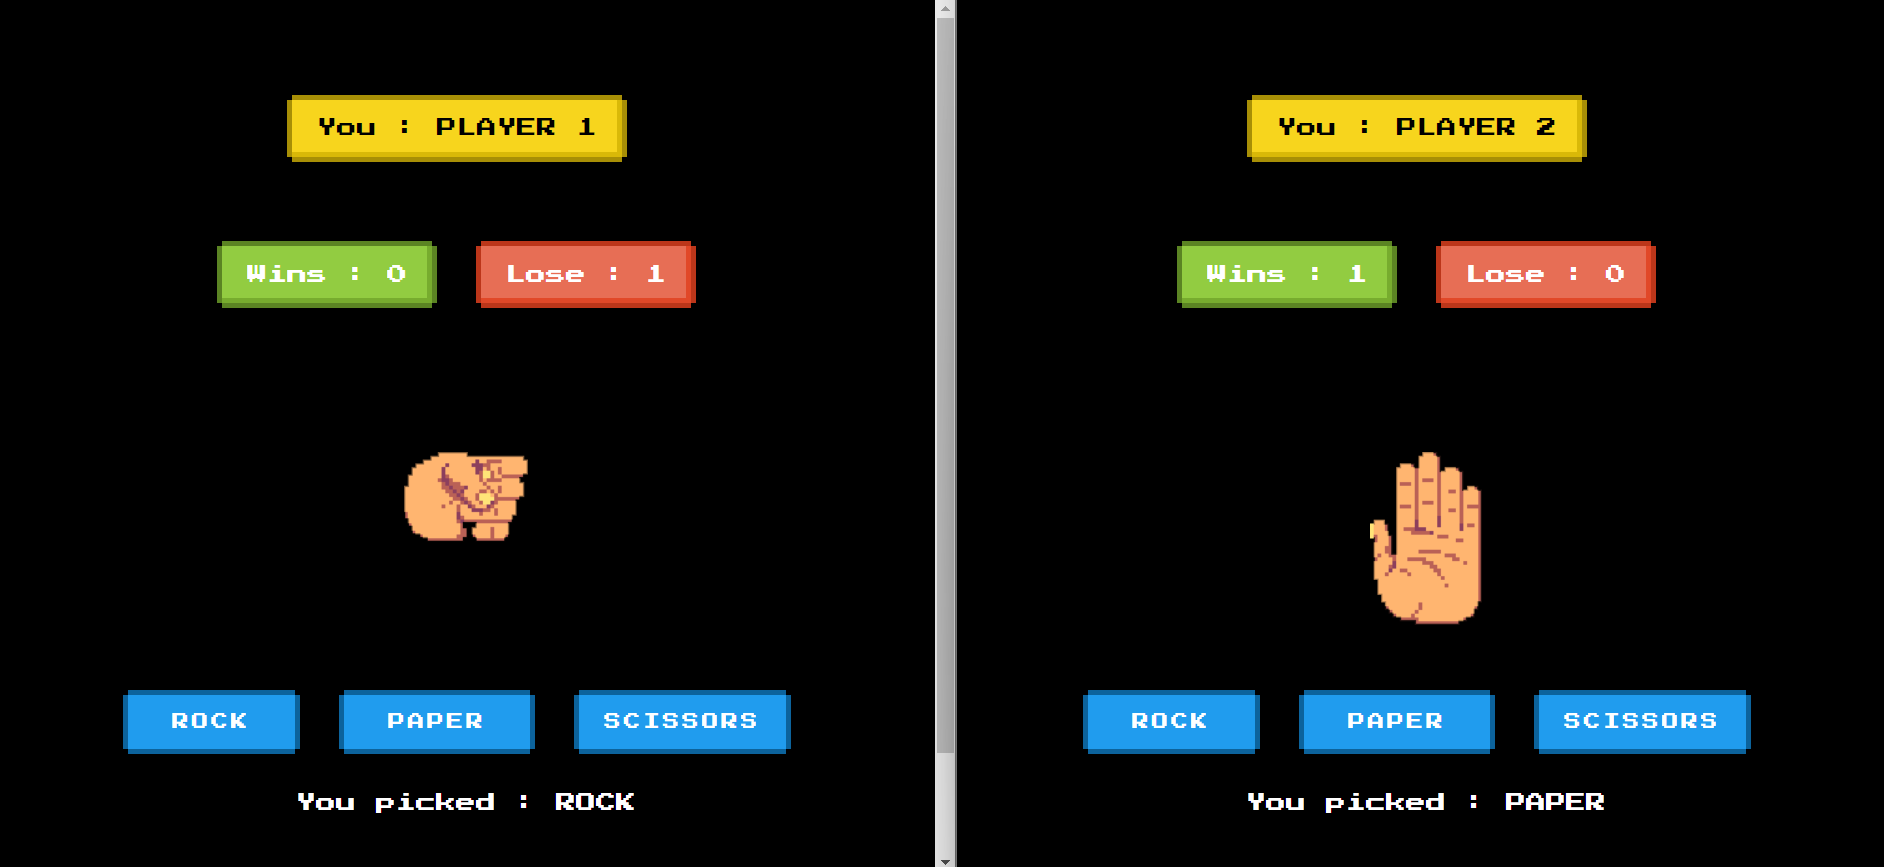 You : PLAYER 1
Wins : 0
Lose : 1
ROCK
PAPER
SCISSORS
You picked : ROCK
You : PLAYER 2
Wins : 1
Lose : 0
ROCK
PAPER
SCISSORS
You picked : PAPER